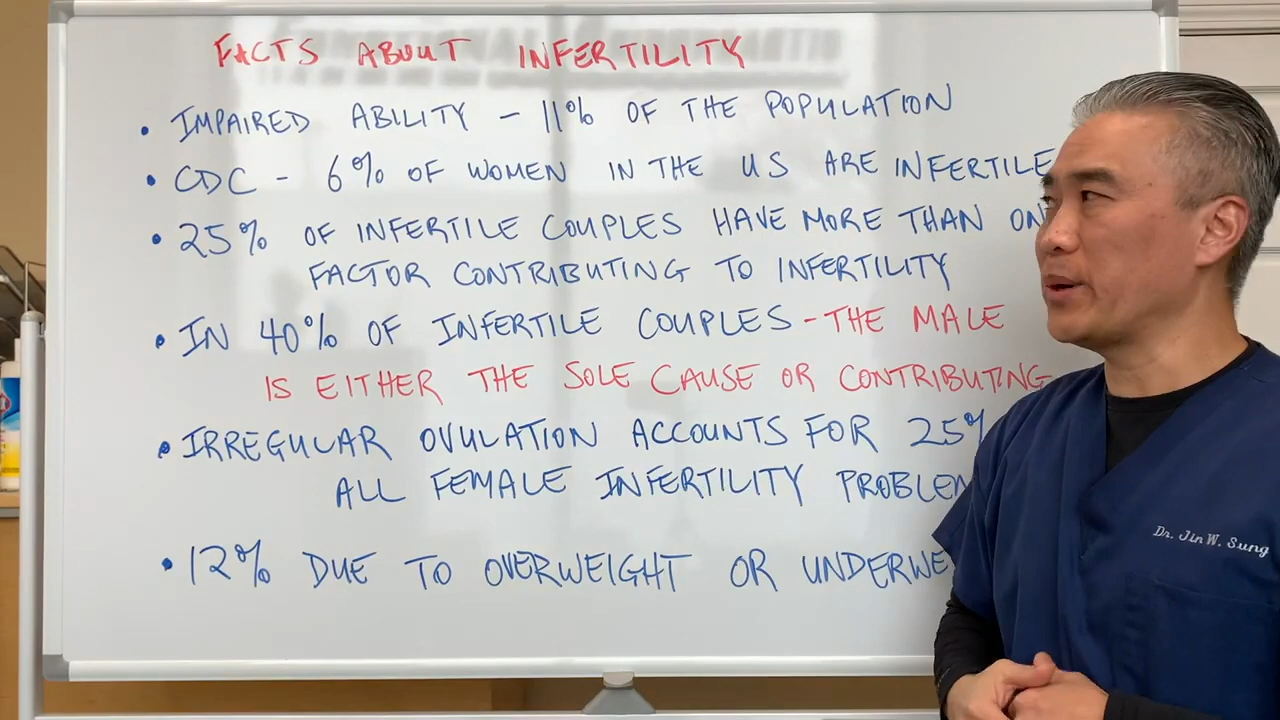 FACTS ABOUT INFERTILITY
• IMPAIRED ABILITY - 11% OF THE POPULATION
• CDC - 6% OF WOMEN IN THE US ARE INFERTILE
• 25% OF INFERTILE COUPLES HAVE MORE THAN ON
FACTOR CONTRIBUTING TO INFERTILITY
• IN 40% OF INFERTILE COUPLES - THE MALE
IS EITHER THE SOLE CAUSE OR CONTRIBUTING
• IRREGULAR OVULATION ACCOUNTS FOR 25%
ALL FEMALE INFERTILITY PROBLEM
• 12% DUE TO OVERWEIGHT OR UNDERWE
Dr. Jin W. Sung